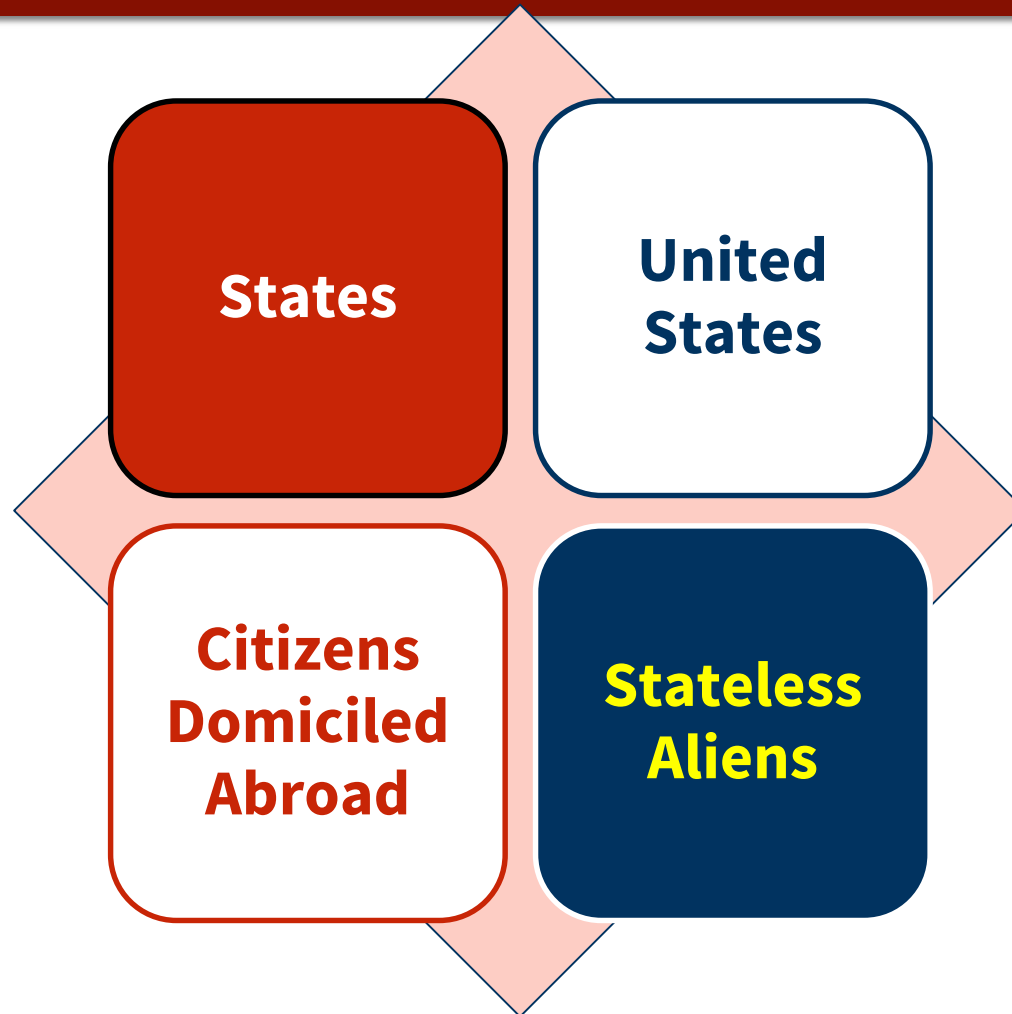 States
United
States
Citizens
Domiciled
Abroad
Stateless
Aliens